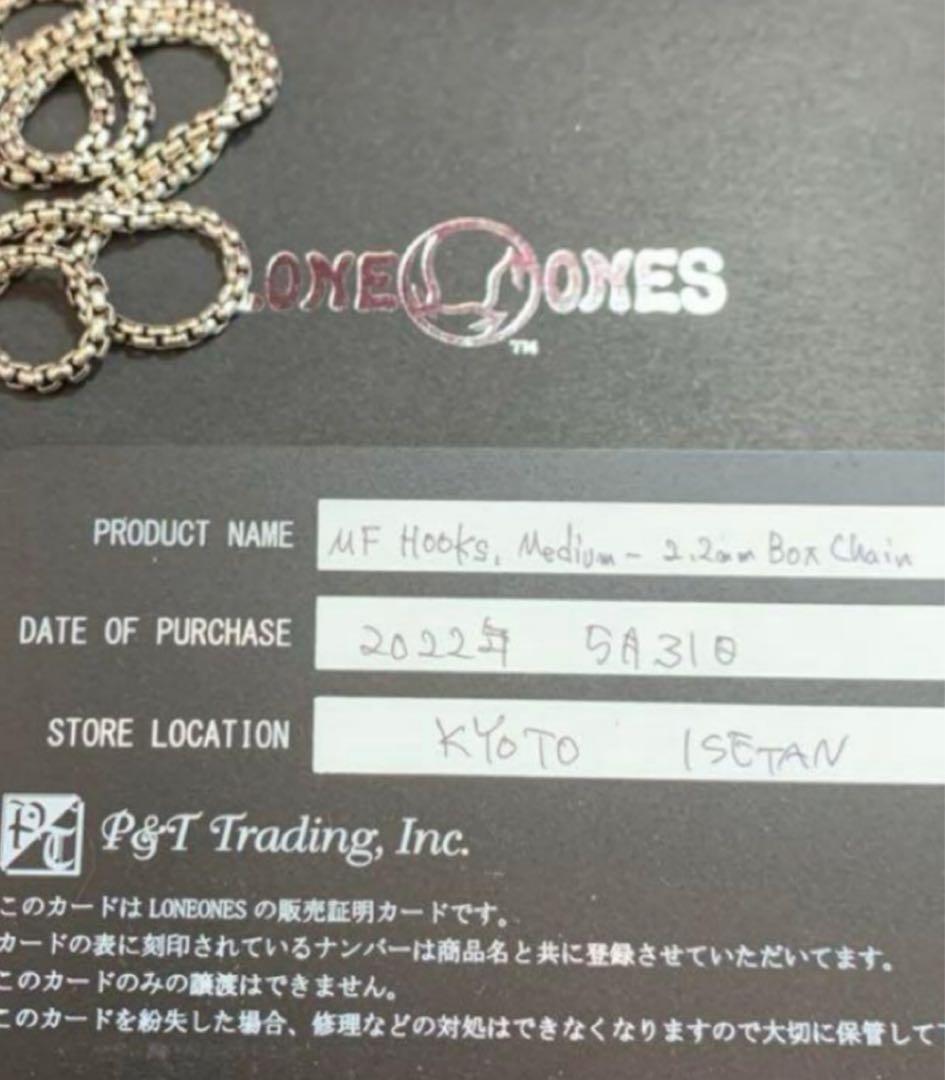 LONE ONES
TM
PRODUCT NAME MF Hooks, Medium - 2.2mm Box Chain
DATE OF PURCHASE 2022年 5月31日
STORE LOCATION KYOTO ISETAN
PT P&T Trading, Inc.
このカードは LONEONES の販売証明カードです。
カードの表に刻印されているナンバーは商品名と共に登録させていただいてます。
このカードのみの譲渡はできません。
このカードを紛失した場合、修理などの対処はできなくなりますので大切に保管して